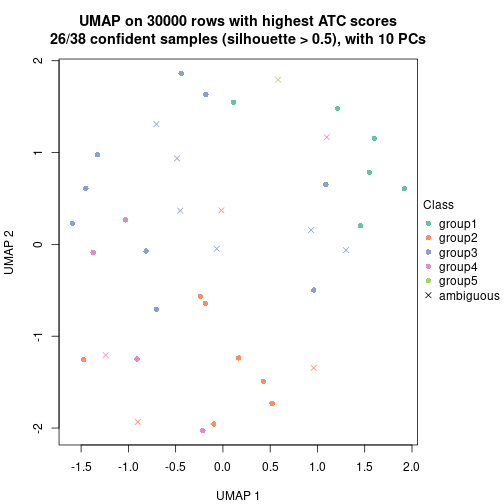 UMAP on 30000 rows with highest ATC scores
26/38 confident samples (silhouette > 0.5), with 10 PCs
2
1
0
-1
-2
UMAP 2
-1.5 -1.0 -0.5 0.0 0.5 1.0 1.5 2.0
UMAP 1
Class
group1
group2
group3
group4
group5
ambiguous